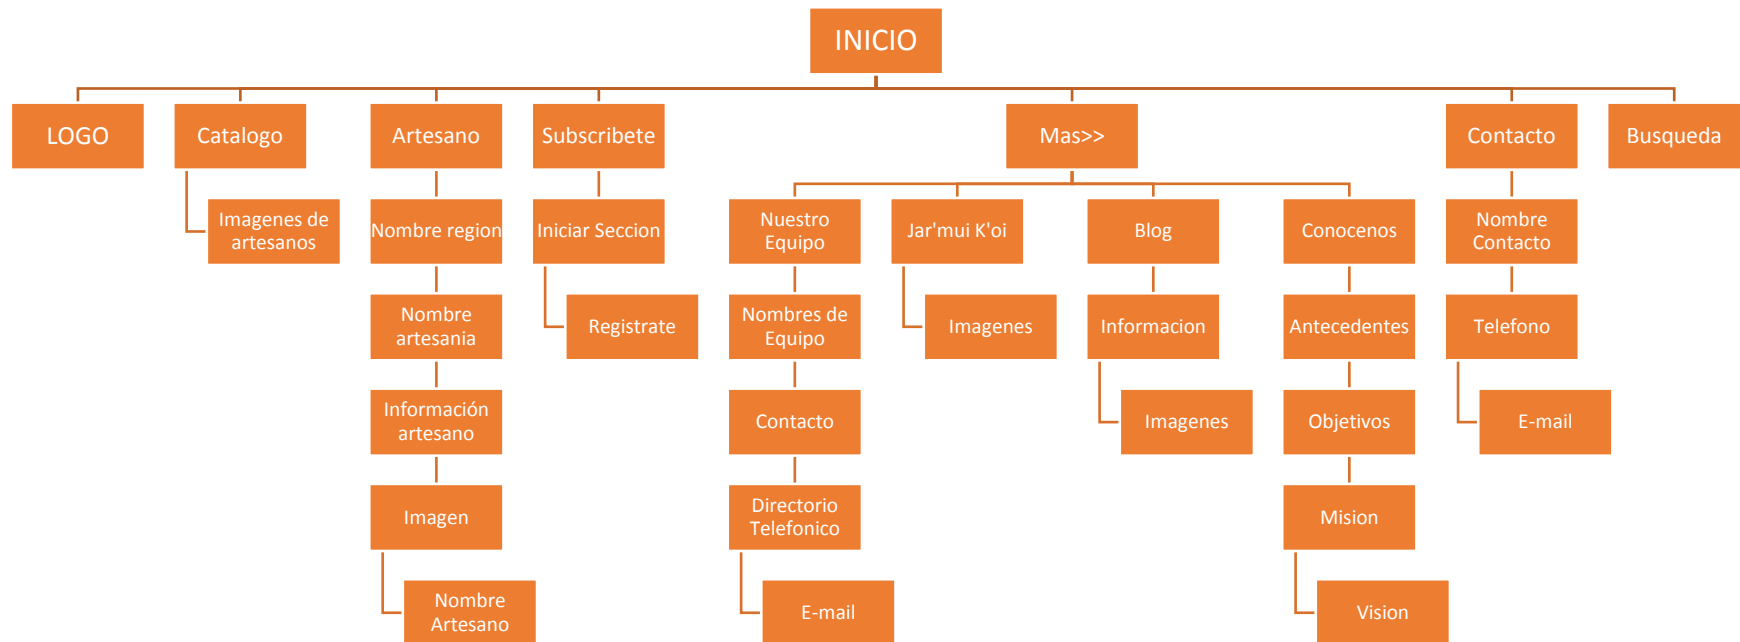 INICIO
LOGO
Catalogo
Artesano
Subscribete
Mas>>
Contacto
Busqueda
Imagenes de
artesanos
Nombre region
Iniciar Seccion
Nuestro
Equipo
Jar'mui K'oi
Blog
Conocenos
Nombre
Contacto
Nombre
artesania
Registrate
Nombres de
Equipo
Imagenes
Informacion
Antecedentes
Telefono
Información
artesano
Contacto
Imagenes
Objetivos
E-mail
Imagen
Directorio
Telefonico
Mision
Nombre
Artesano
E-mail
Vision